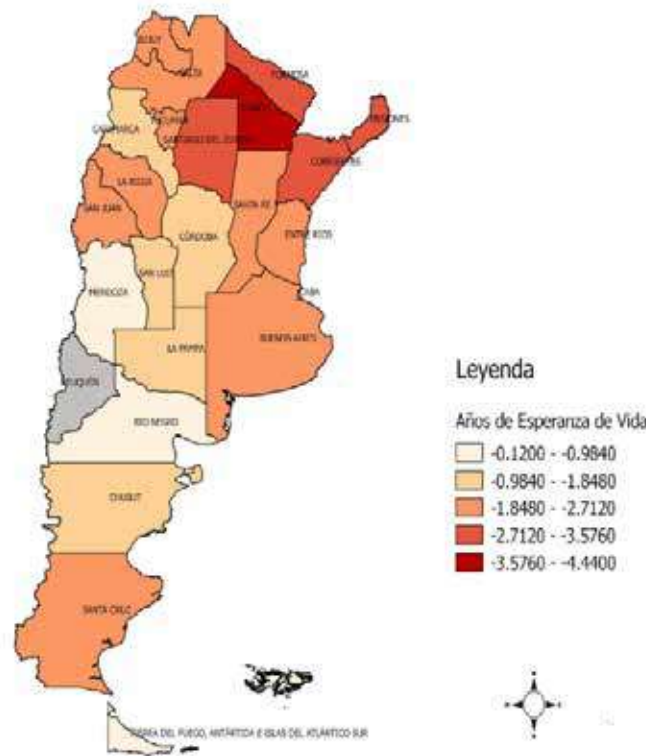 JUJUY
SALTA
FORMOSA
CHACO
MISIONES
CATAMARCA
TUCUMÁN
SANTIAGO DEL ESTERO
CORRIENTES
LA RIOJA
SAN JUAN
SANTA FE
ENTRE RIOS
CÓRDOBA
SAN LUIS
MENDOZA
CABA
BUENOS AIRES
LA PAMPA
NEUQUÉN
RIO NEGRO
CHUBUT
SANTA CRUZ
TIERRA DEL FUEGO, ANTÁRTIDA E ISLAS DEL ATLÁNTICO SUR
Leyenda
Años de Esperanza de Vida
-0.1200 - -0.9840
-0.9840 - -1.8480
-1.8480 - -2.7120
-2.7120 - -3.5760
-3.5760 - -4.4400